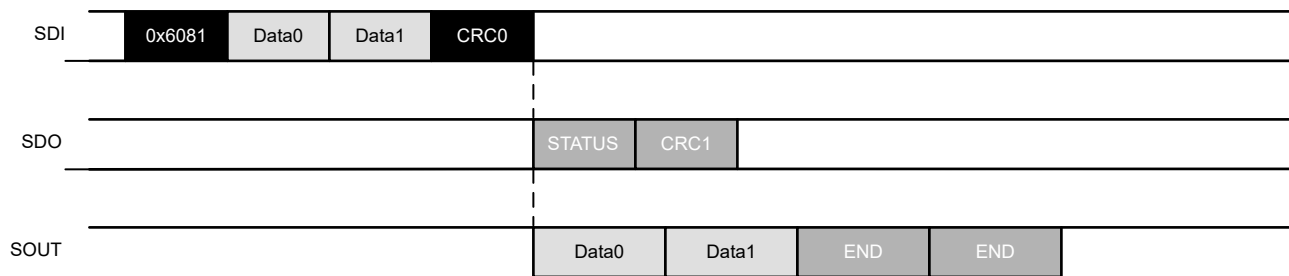 SDI 0x6081 Data0 Data1 CRC0
SDO STATUS CRC1
SOUT Data0 Data1 END END